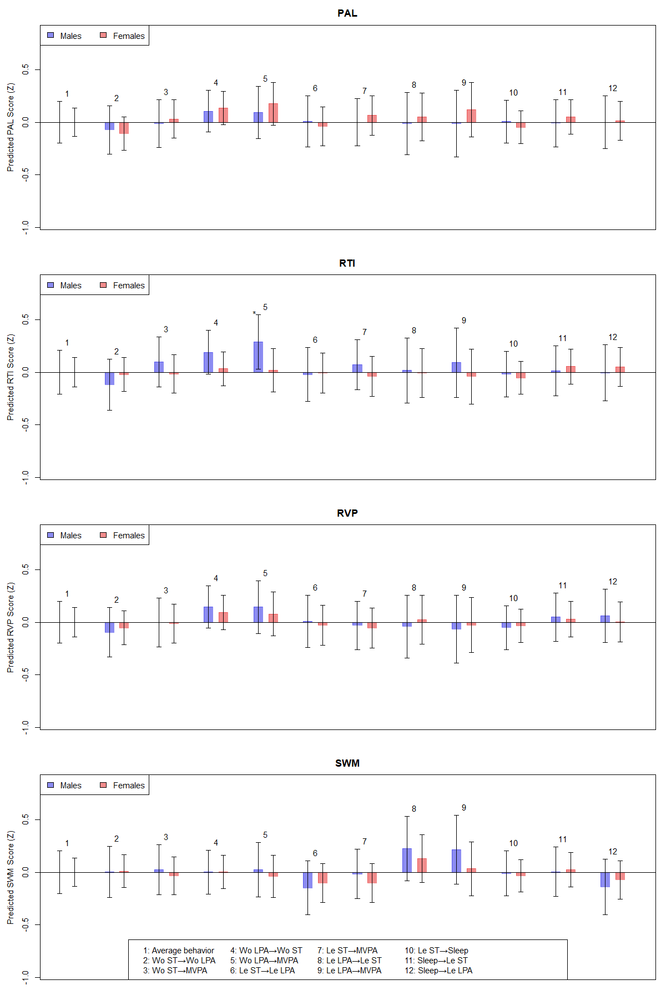 PAL
Males Females
Predicted PAL Score (Z)
0.5
0.0
-0.5
-1.0
1 2 3 4 5 6 7 8 9 10 11 12
RTI
Males Females
Predicted RTI Score (Z)
0.5
0.0
-0.5
-1.0
1 2 3 4 * 5 6 7 8 9 10 11 12
RVP
Males Females
Predicted RVP Score (Z)
0.5
0.0
-0.5
-1.0
1 2 3 4 5 6 7 8 9 10 11 12
SWM
Males Females
Predicted SWM Score (Z)
0.5
0.0
-0.5
-1.0
1 2 3 4 5 6 7 8 9 10 11 12
1: Average behavior 4: Wo LPA→Wo ST 7: Le ST→MVPA 10: Le ST→Sleep
2: Wo ST→Wo LPA 5: Wo LPA→MVPA 8: Le LPA→Le ST 11: Sleep→Le ST
3: Wo ST→MVPA 6: Le ST→Le LPA 9: Le LPA→MVPA 12: Sleep→Le LPA